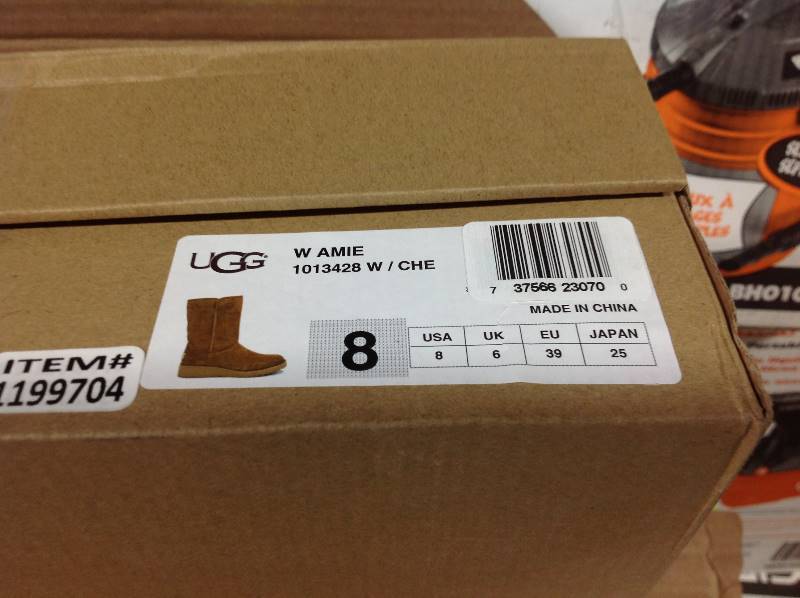 UGG
W AMIE
1013428 W / CHE
7 37566 23070 0
MADE IN CHINA
8
USA UK EU JAPAN
8 6 39 25
ITEM#
1199704
BHO1